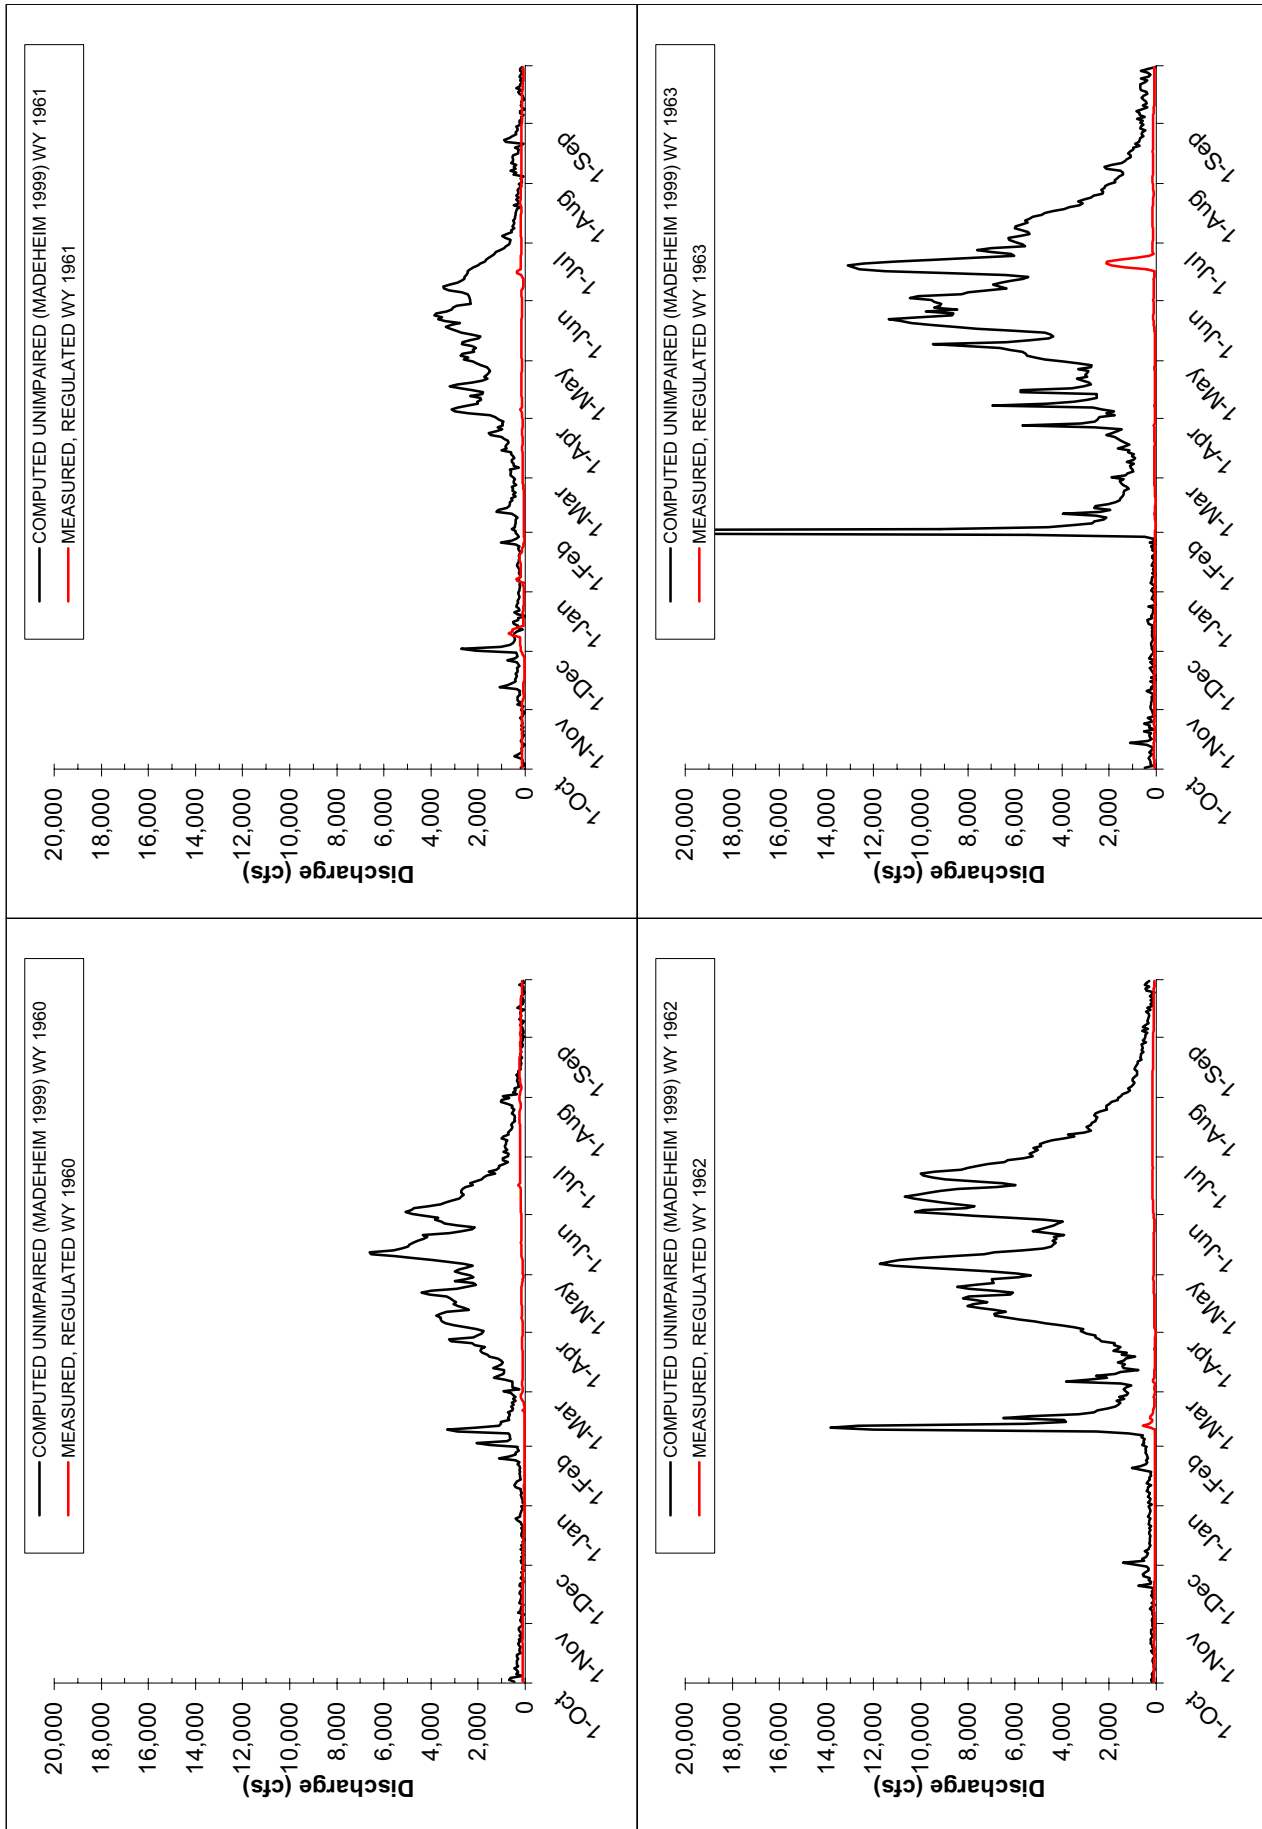 COMPUTED UNIMPAIRED (MADEHEIM 1999) WY 1960
MEASURED, REGULATED WY 1960
20,000
18,000
16,000
14,000
12,000
10,000
8,000
6,000
4,000
2,000
0
Discharge (cfs)
1-Oct
1-Nov
1-Dec
1-Jan
1-Feb
1-Mar
1-Apr
1-May
1-Jun
1-Jul
1-Aug
1-Sep
COMPUTED UNIMPAIRED (MADEHEIM 1999) WY 1961
MEASURED, REGULATED WY 1961
20,000
18,000
16,000
14,000
12,000
10,000
8,000
6,000
4,000
2,000
0
Discharge (cfs)
1-Oct
1-Nov
1-Dec
1-Jan
1-Feb
1-Mar
1-Apr
1-May
1-Jun
1-Jul
1-Aug
1-Sep
COMPUTED UNIMPAIRED (MADEHEIM 1999) WY 1962
MEASURED, REGULATED WY 1962
20,000
18,000
16,000
14,000
12,000
10,000
8,000
6,000
4,000
2,000
0
Discharge (cfs)
1-Oct
1-Nov
1-Dec
1-Jan
1-Feb
1-Mar
1-Apr
1-May
1-Jun
1-Jul
1-Aug
1-Sep
COMPUTED UNIMPAIRED (MADEHEIM 1999) WY 1963
MEASURED, REGULATED WY 1963
20,000
18,000
16,000
14,000
12,000
10,000
8,000
6,000
4,000
2,000
0
Discharge (cfs)
1-Oct
1-Nov
1-Dec
1-Jan
1-Feb
1-Mar
1-Apr
1-May
1-Jun
1-Jul
1-Aug
1-Sep